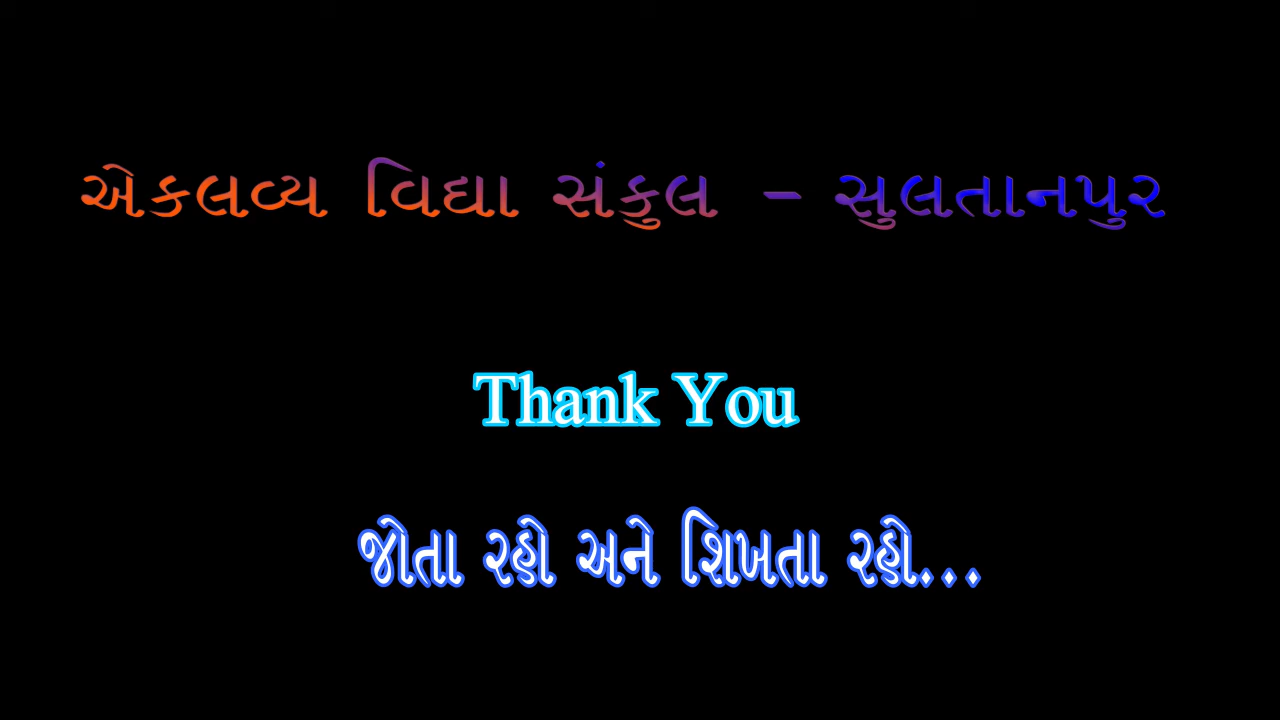 એકલવ્ય વિદ્યા સંકુલ - સુલતાનપુર
Thank You
જોતા રહો અને શિખતા રહો...